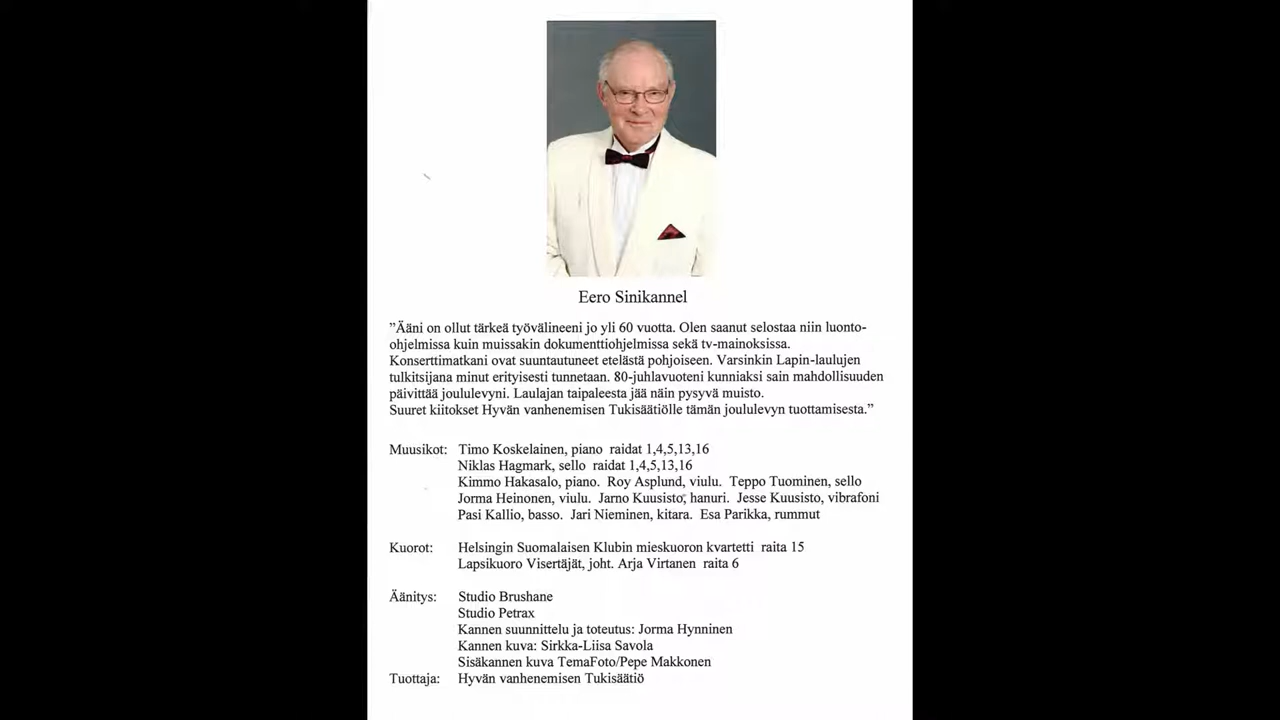 Eero Sinikannel
”Ääni on ollut tärkeä työvälineeni jo yli 60 vuotta. Olen saanut selostaa niin luonto-
ohjelmissa kuin muissakin dokumenttiohjelmissa sekä tv-mainoksissa.
Konserttimatkani ovat suuntautuneet etelästä pohjoiseen. Varsinkin Lapin-laulujen
tulkitsijana minut erityisesti tunnetaan. 80-juhlavuoteni kunniaksi sain mahdollisuuden
päivittää joululevyni. Laulajan taipaleesta jää näin pysyvä muisto.
Suuret kiitokset Hyvän vanhenemisen Tukisäätiölle tämän joululevyn tuottamisesta.”
Muusikot: Timo Koskelainen, piano raidat 1,4,5,13,16
Niklas Hagmark, sello raidat 1,4,5,13,16
Kimmo Hakasalo, piano. Roy Asplund, viulu. Teppo Tuominen, sello
Jorma Heinonen, viulu. Jarno Kuusisto, hanuri. Jesse Kuusisto, vibrafoni
Pasi Kallio, basso. Jari Nieminen, kitara. Esa Parikka, rummut
Kuorot: Helsingin Suomalaisen Klubin mieskuoron kvartetti raita 15
Lapsikuoro Visertäjät, joht. Arja Virtanen raita 6
Äänitys: Studio Brushane
Studio Petrax
Kannen suunnittelu ja toteutus: Jorma Hynninen
Kannen kuva: Sirkka-Liisa Savola
Sisäkannen kuva TemaFoto/Pepe Makkonen
Tuottaja: Hyvän vanhenemisen Tukisäätiö